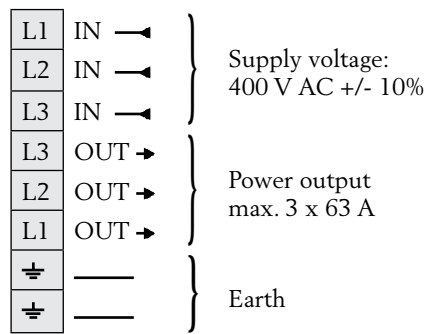 L1 IN
L2 IN
L3 IN
Supply voltage:
400 V AC +/- 10%
L3 OUT
L2 OUT
L1 OUT
Power output
max. 3 x 63 A
Earth